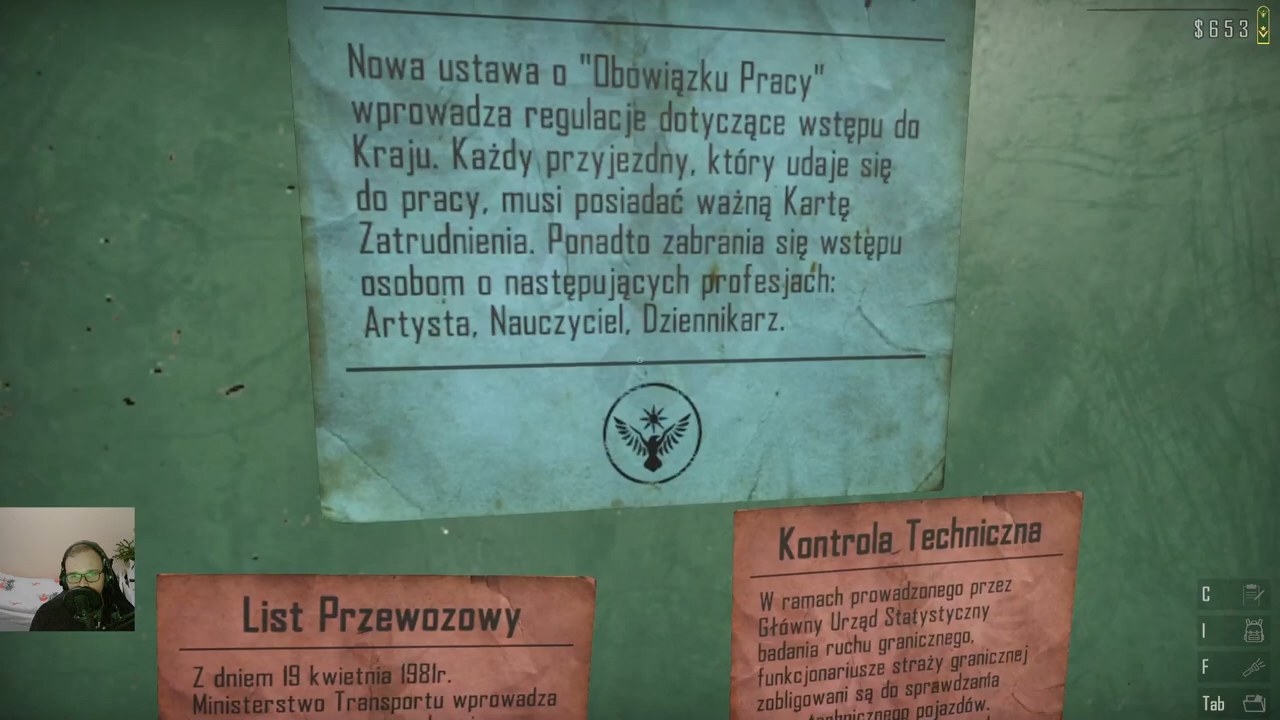 $653
Nowa ustawa o "Obowiązku Pracy"
wprowadza regulacje dotyczące wstępu do
Kraju. Każdy przyjezdny, który udaje się
do pracy, musi posiadać ważną Kartę
Zatrudnienia. Ponadto zabrania się wstępu
osobom o następujących profesjach:
Artysta, Nauczyciel, Dziennikarz.
List Przewozowy
Z dniem 19 kwietnia 1981r.
Ministerstwo Transportu wprowadza
Kontrola Techniczna
W ramach prowadzonego przez
Główny Urząd Statystyczny
badania ruchu granicznego,
funkcjonariusze straży granicznej
zobligowani są do sprawdzania
technicznego pojazdów.
C
I
F
Tab